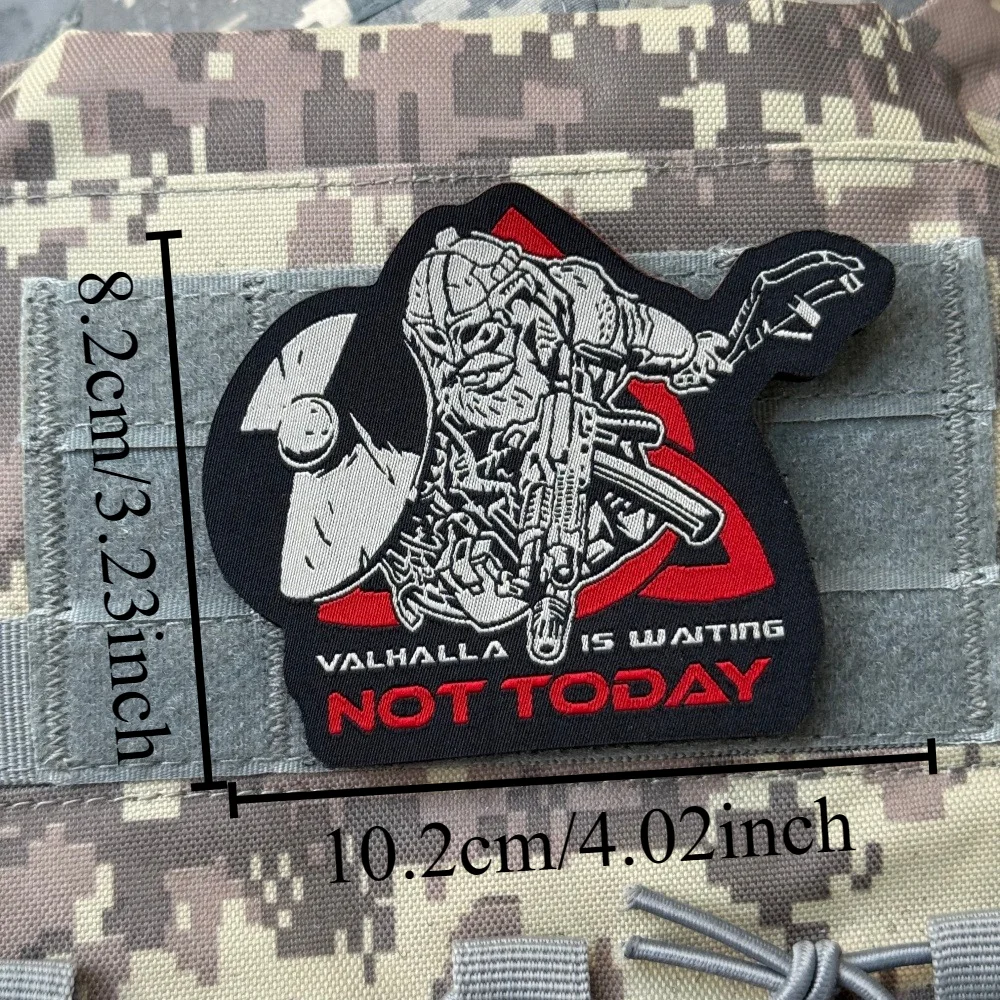 8.2cm/3.23inch
VALHALLA IS WAITING
NOT TODAY
10.2cm/4.02inch